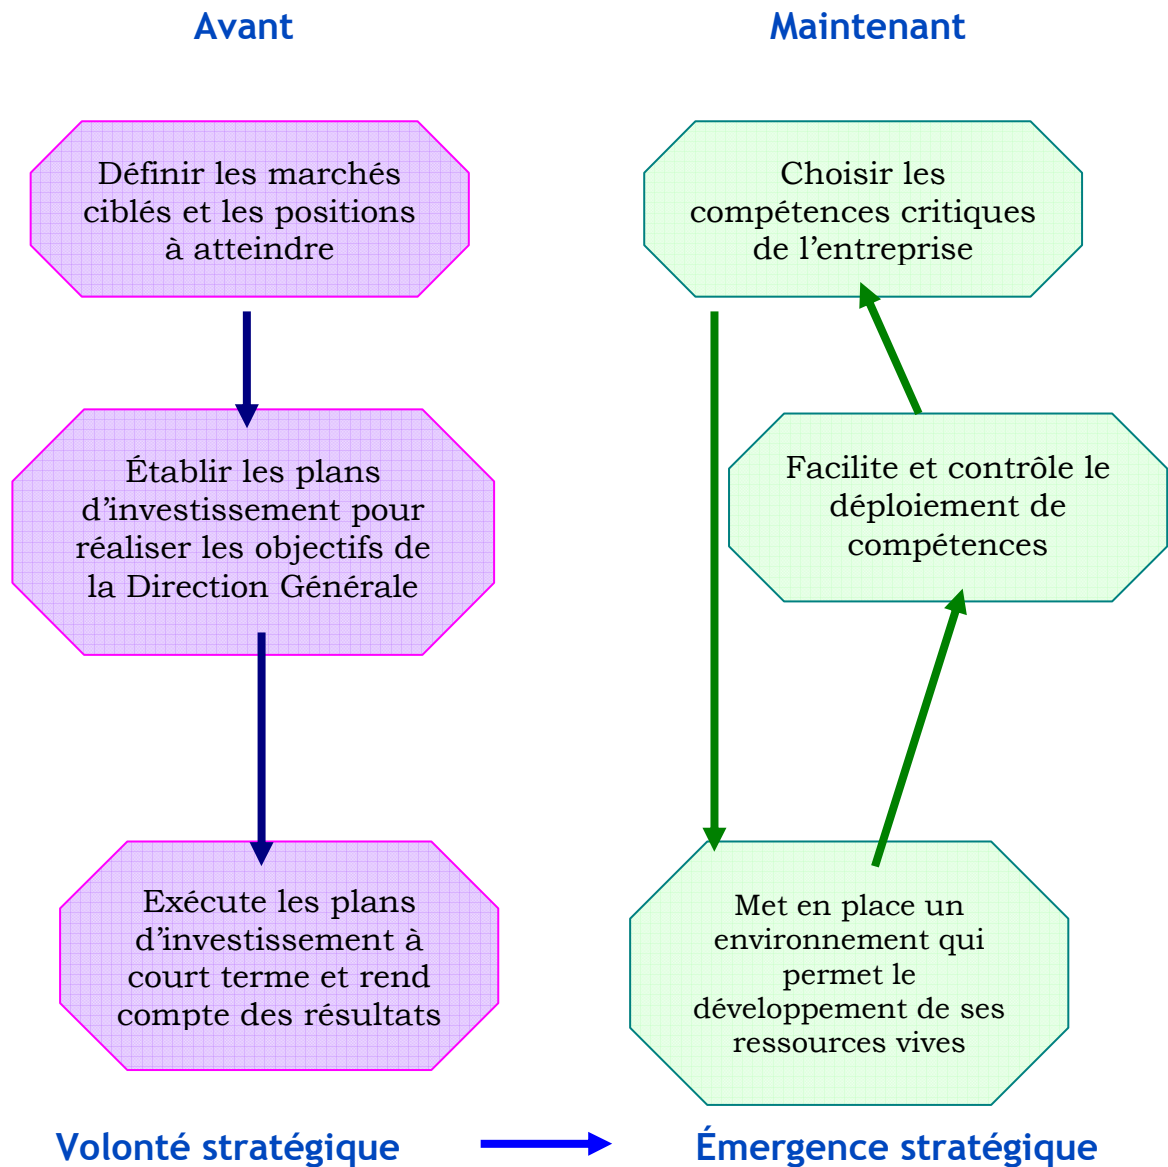 Avant
Maintenant
Définir les marchés
ciblés et les positions
à atteindre
Choisir les
compétences critiques
de l’entreprise
Établir les plans
d’investissement pour
réaliser les objectifs de
la Direction Générale
Facilite et contrôle le
déploiement de
compétences
Exécute les plans
d’investissement à
court terme et rend
compte des résultats
Met en place un
environnement qui
permet le
développement de ses
ressources vives
Volonté stratégique
Émergence stratégique